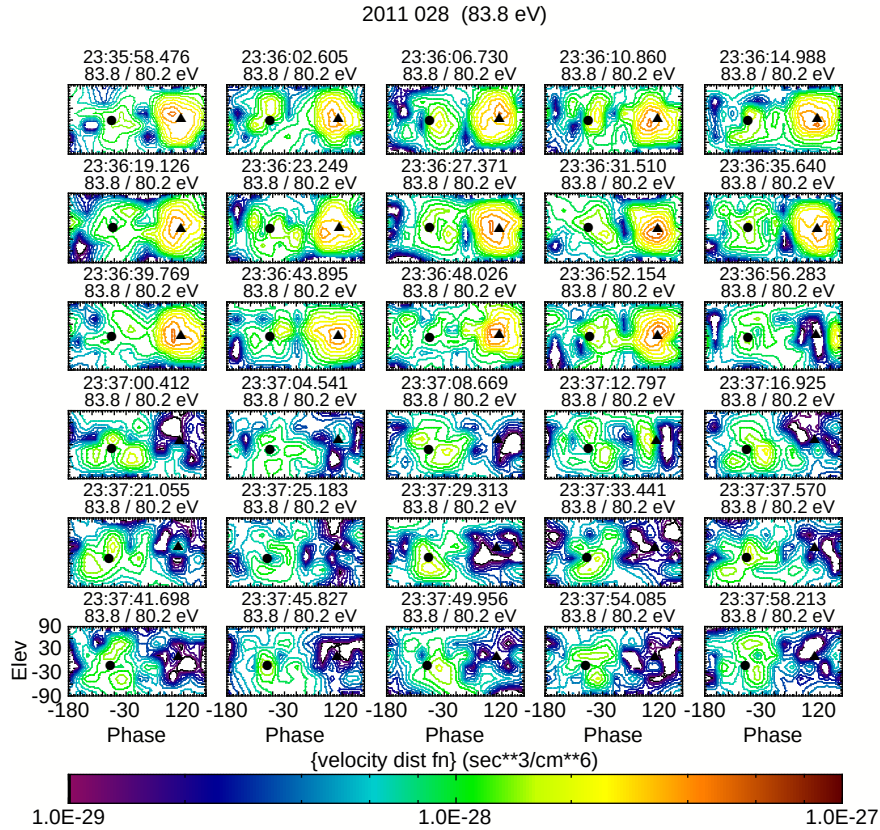 2011 028 (83.8 eV)
23:35:58.476 23:36:02.605 23:36:06.730 23:36:10.860 23:36:14.988
83.8 / 80.2 eV 83.8 / 80.2 eV 83.8 / 80.2 eV 83.8 / 80.2 eV 83.8 / 80.2 eV
23:36:19.126 23:36:23.249 23:36:27.371 23:36:31.510 23:36:35.640
83.8 / 80.2 eV 83.8 / 80.2 eV 83.8 / 80.2 eV 83.8 / 80.2 eV 83.8 / 80.2 eV
23:36:39.769 23:36:43.895 23:36:48.026 23:36:52.154 23:36:56.283
83.8 / 80.2 eV 83.8 / 80.2 eV 83.8 / 80.2 eV 83.8 / 80.2 eV 83.8 / 80.2 eV
23:37:00.412 23:37:04.541 23:37:08.669 23:37:12.797 23:37:16.925
83.8 / 80.2 eV 83.8 / 80.2 eV 83.8 / 80.2 eV 83.8 / 80.2 eV 83.8 / 80.2 eV
23:37:21.055 23:37:25.183 23:37:29.313 23:37:33.441 23:37:37.570
83.8 / 80.2 eV 83.8 / 80.2 eV 83.8 / 80.2 eV 83.8 / 80.2 eV 83.8 / 80.2 eV
23:37:41.698 23:37:45.827 23:37:49.956 23:37:54.085 23:37:58.213
83.8 / 80.2 eV 83.8 / 80.2 eV 83.8 / 80.2 eV 83.8 / 80.2 eV 83.8 / 80.2 eV
90
30
-30
-90
Elev
-180 -30 120 -180 -30 120 -180 -30 120 -180 -30 120 -180 -30 120
Phase Phase Phase Phase Phase
{velocity dist fn} (sec**3/cm**6)
1.0E-29 1.0E-28 1.0E-27